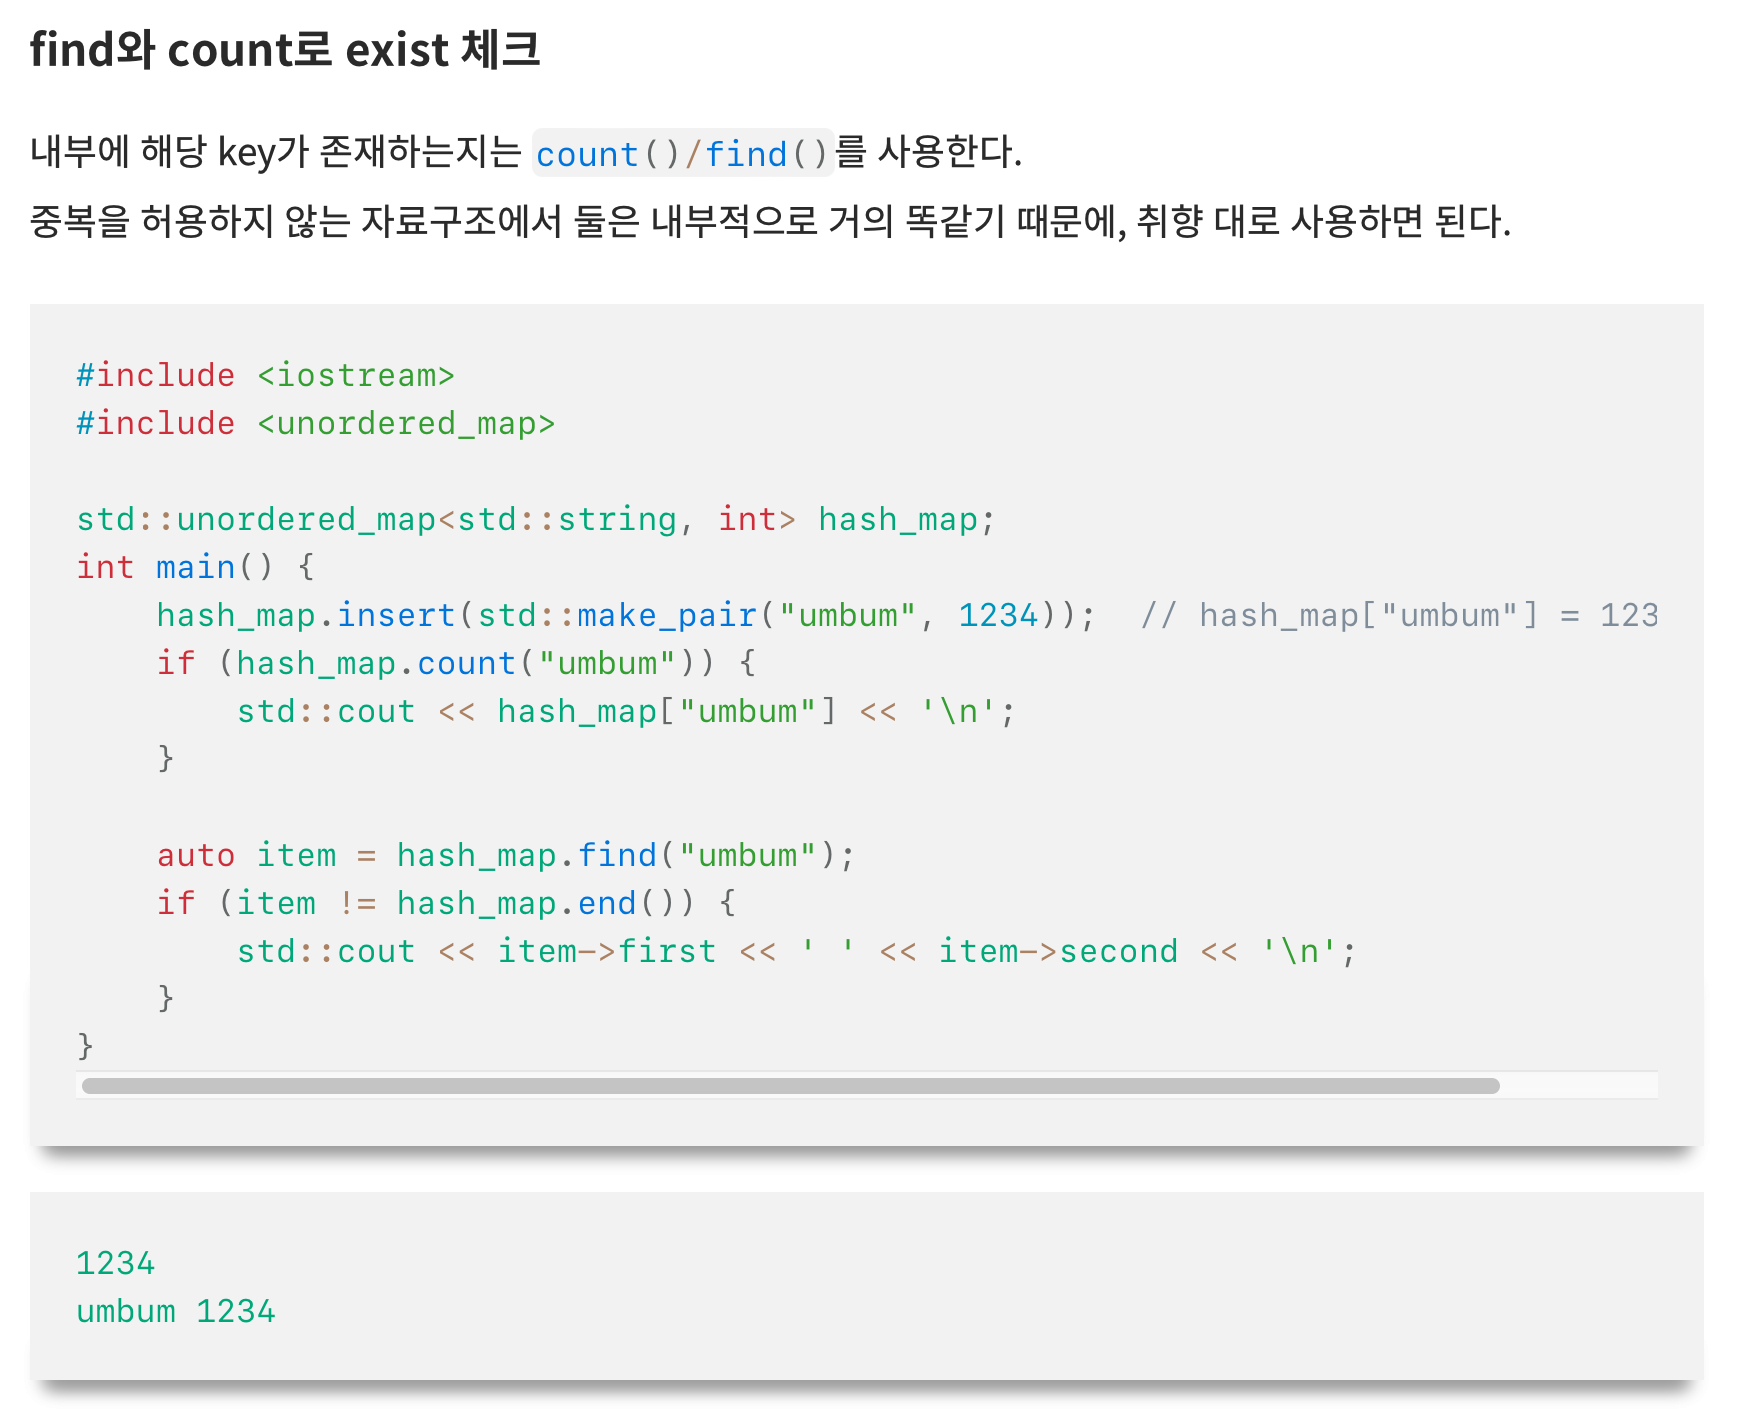 find와 count로 exist 체크
내부에 해당 key가 존재하는지는 count()/find()를 사용한다.
중복을 허용하지 않는 자료구조에서 둘은 내부적으로 거의 똑같기 때문에, 취향 대로 사용하면 된다.
#include <iostream>
#include <unordered_map>
std::unordered_map<std::string, int> hash_map;
int main() {
    hash_map.insert(std::make_pair("umbum", 1234));  // hash_map["umbum"] = 123
    if (hash_map.count("umbum")) {
        std::cout << hash_map["umbum"] << '\n';
    }
    auto item = hash_map.find("umbum");
    if (item != hash_map.end()) {
        std::cout << item->first << ' ' << item->second << '\n';
    }
}
1234
umbum 1234